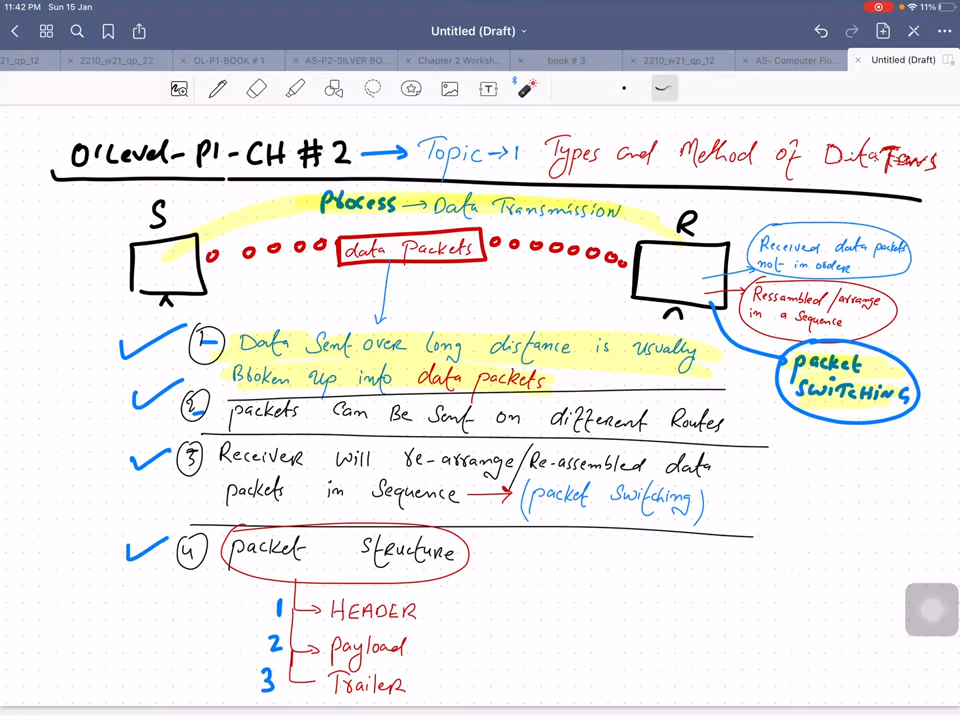 11:42 PM Sun 15 Jan
11%
Untitled (Draft)
21_qp_12
2210_w21_qp_22
OL-P1-BOOK # 1
AS-P2-SILVER BO...
Chapter 2 Worksh...
book # 3
2210_w21_qp_12
AS- Computer Flo...
Untitled (Draft)
O'Level-P1-CH #2 → Topic → 1 Types and Method of Data Trans
Process → Data Transmission
S
R
data Packets
Received data packets
not in order
Ressambled/arrange
in a Sequence
packet
SWITCHING
1 Data Sent over long distance is usually
Broken up into data packets
2 packets Can Be Sent on different Routes
3 Receiver will re-arrange/Re-assembled data
packets in Sequence → (packet Switching)
4 packet Structure
1 → HEADER
2 → Payload
3 Trailer